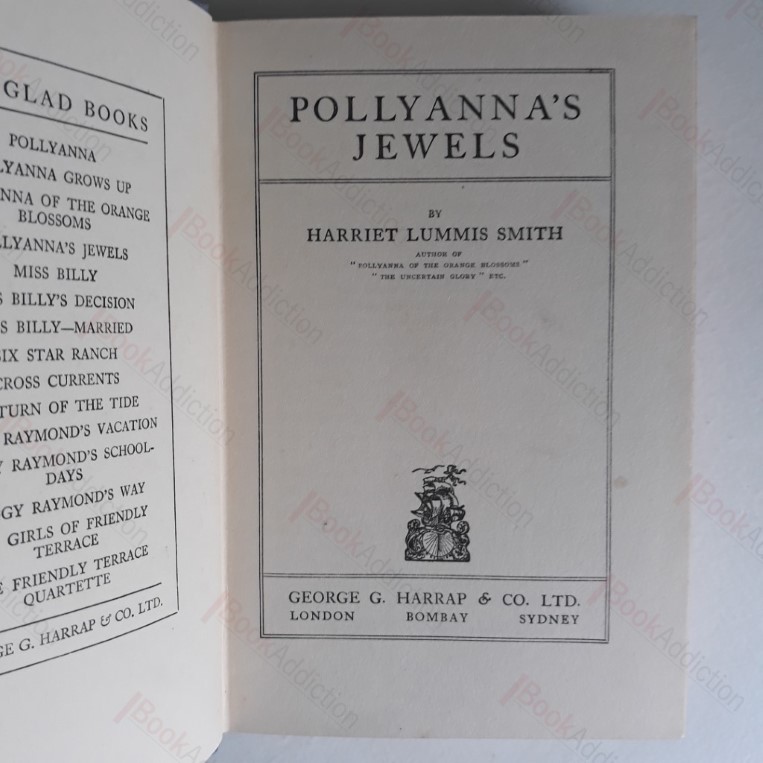 GLAD BOOKS
POLLYANNA
LYANNA GROWS UP
NNA OF THE ORANGE
BLOSSOMS
LLYANNA'S JEWELS
MISS BILLY
S BILLY'S DECISION
S BILLY—MARRIED
SIX STAR RANCH
CROSS CURRENTS
TURN OF THE TIDE
RAYMOND'S VACATION
Y RAYMOND'S SCHOOL-
DAYS
GGY RAYMOND'S WAY
GIRLS OF FRIENDLY
TERRACE
E FRIENDLY TERRACE
QUARTETTE
GE G. HARRAP & CO. LTD.
POLLYANNA'S
JEWELS
BY
HARRIET LUMMIS SMITH
AUTHOR OF
"POLLYANNA OF THE ORANGE BLOSSOMS"
"THE UNCERTAIN GLORY" ETC.
GEORGE G. HARRAP & CO. LTD.
LONDON BOMBAY SYDNEY
BookAddiction